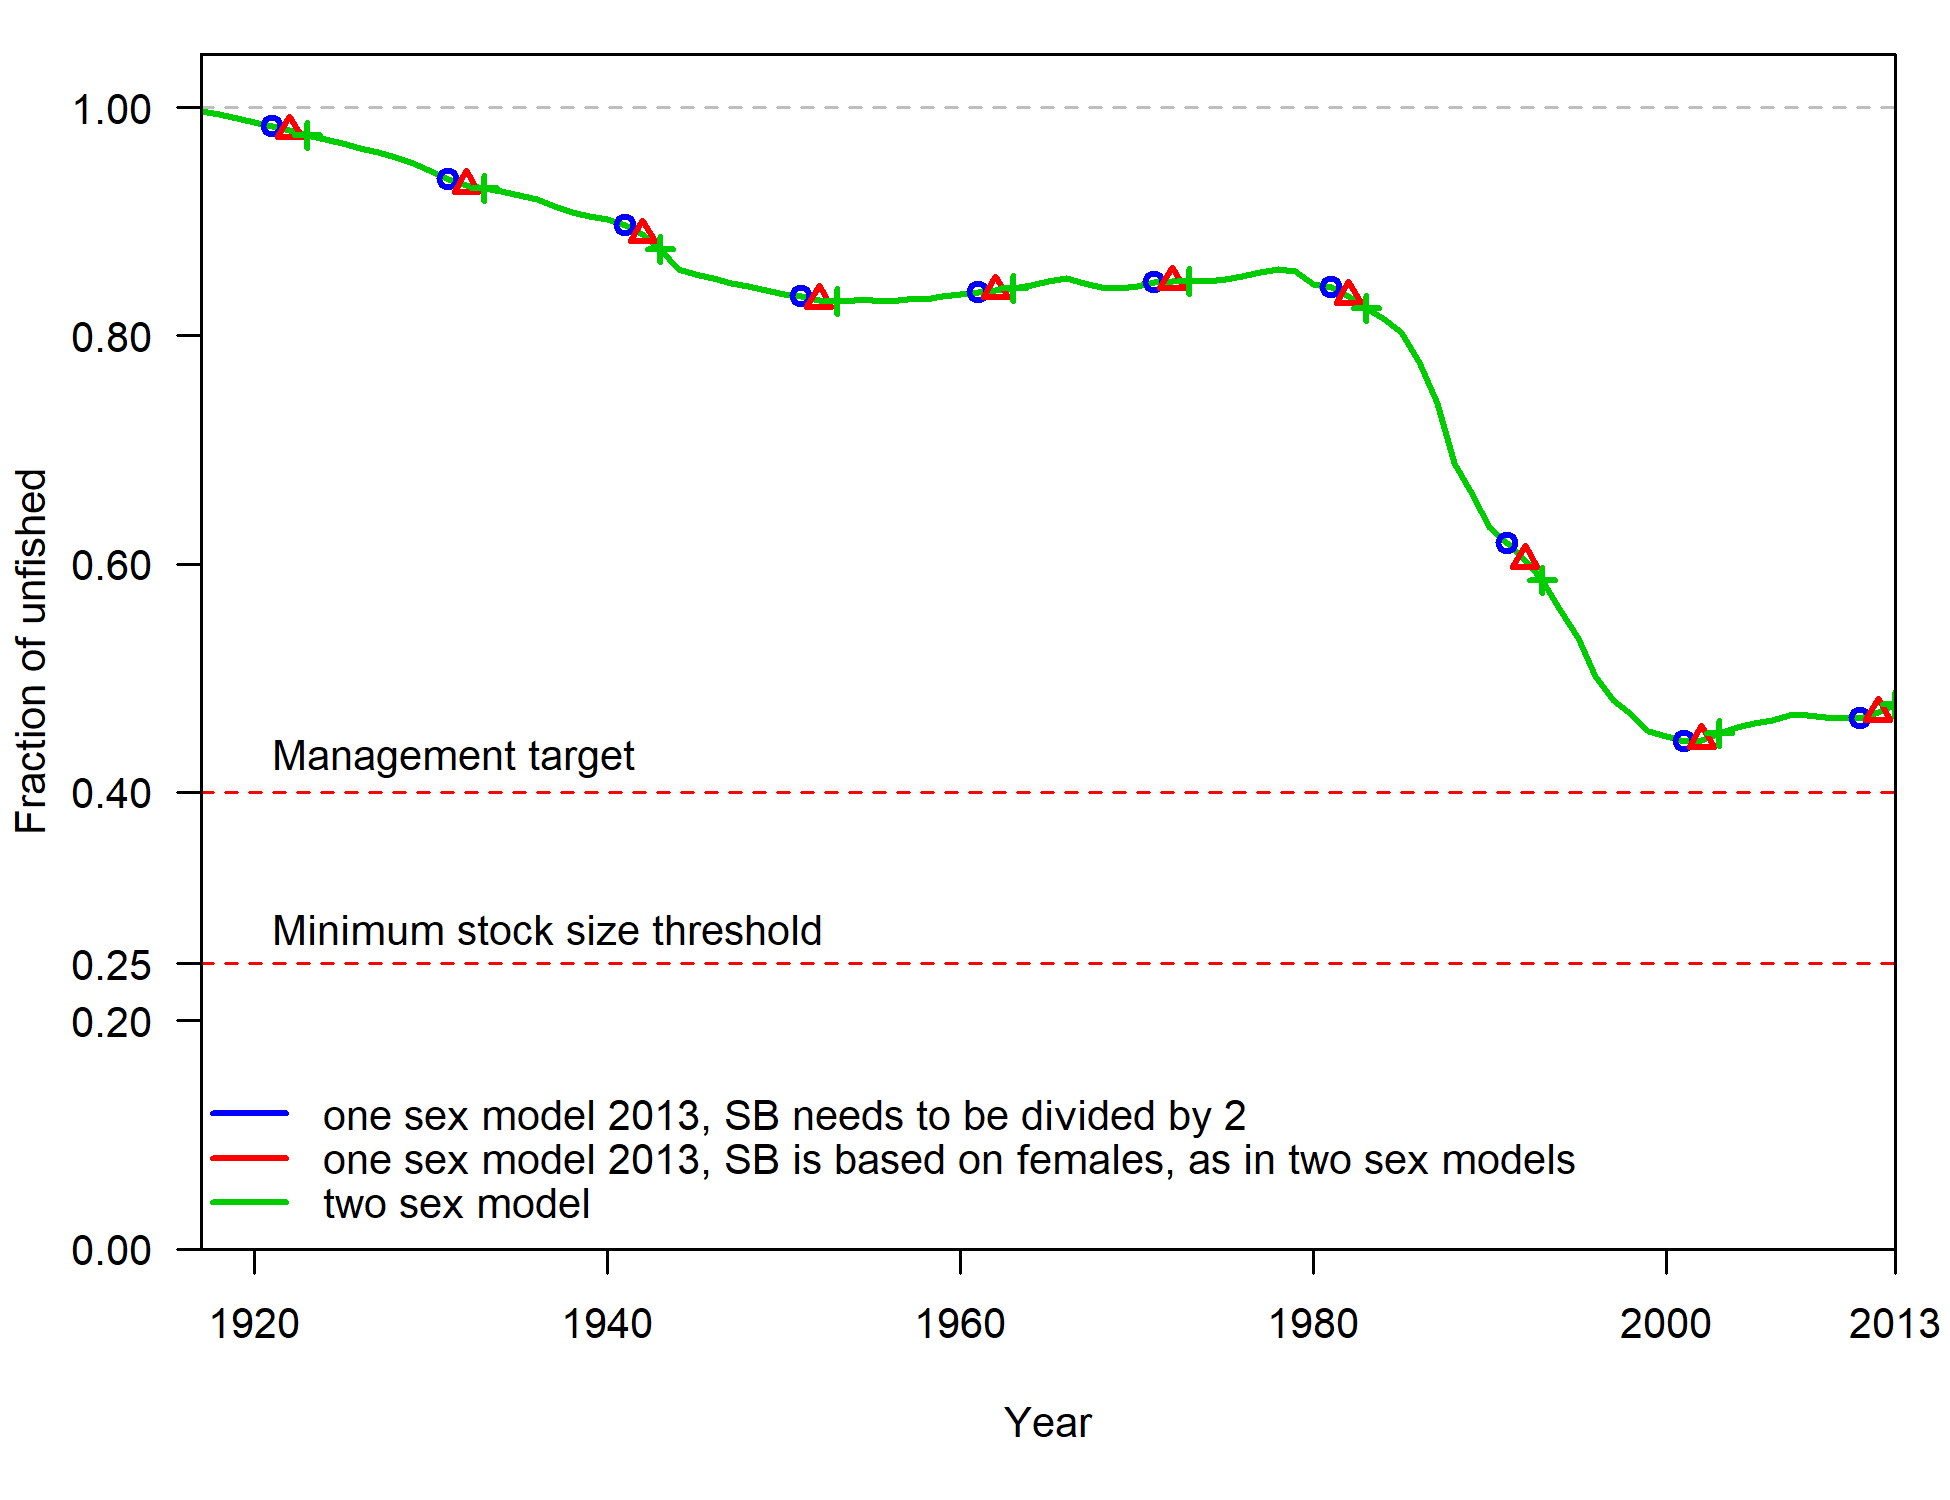 1.00
0.80
0.60
0.40
0.25
0.20
0.00
Fraction of unfished
Management target
Minimum stock size threshold
one sex model 2013, SB needs to be divided by 2
one sex model 2013, SB is based on females, as in two sex models
two sex model
1920 1940 1960 1980 2000 2013
Year